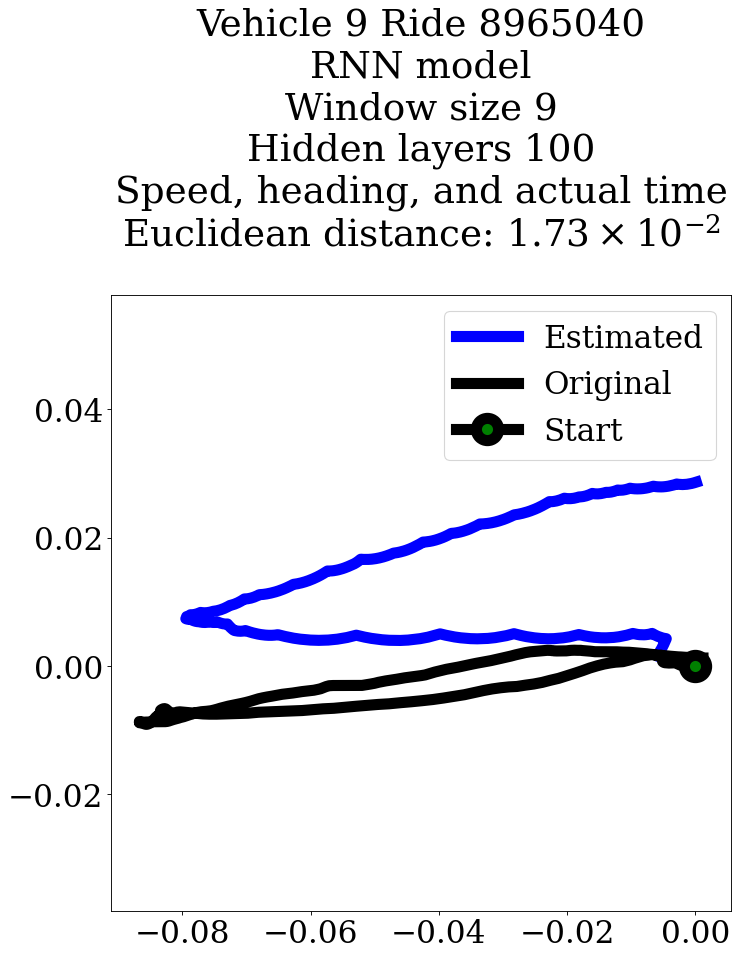 Vehicle 9 Ride 8965040
RNN model
Window size 9
Hidden layers 100
Speed, heading, and actual time
Euclidean distance: 1.73 × 10⁻²
Estimated
Original
Start
0.04
0.02
0.00
−0.02
−0.08 −0.06 −0.04 −0.02 0.00